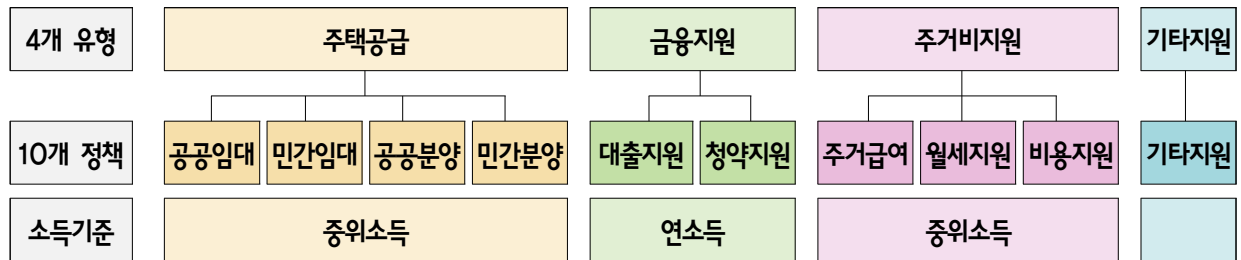 4개 유형 주택공급 금융지원 주거비지원 기타지원
10개 정책 공공임대 민간임대 공공분양 민간분양 대출지원 청약지원 주거급여 월세지원 비용지원 기타지원
소득기준 중위소득 연소득 중위소득